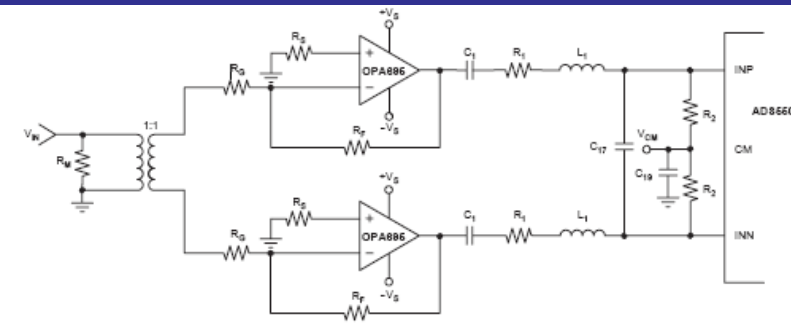 +VS
RS
+
OPA695
C1
R1
L1
RG
−
−VS
RF
INP
R2
ADS550
VIN
1:1
RM
C17
VCM
CM
C19
R2
+VS
RS
+
OPA695
C1
R1
L1
INN
RG
−
−VS
RF